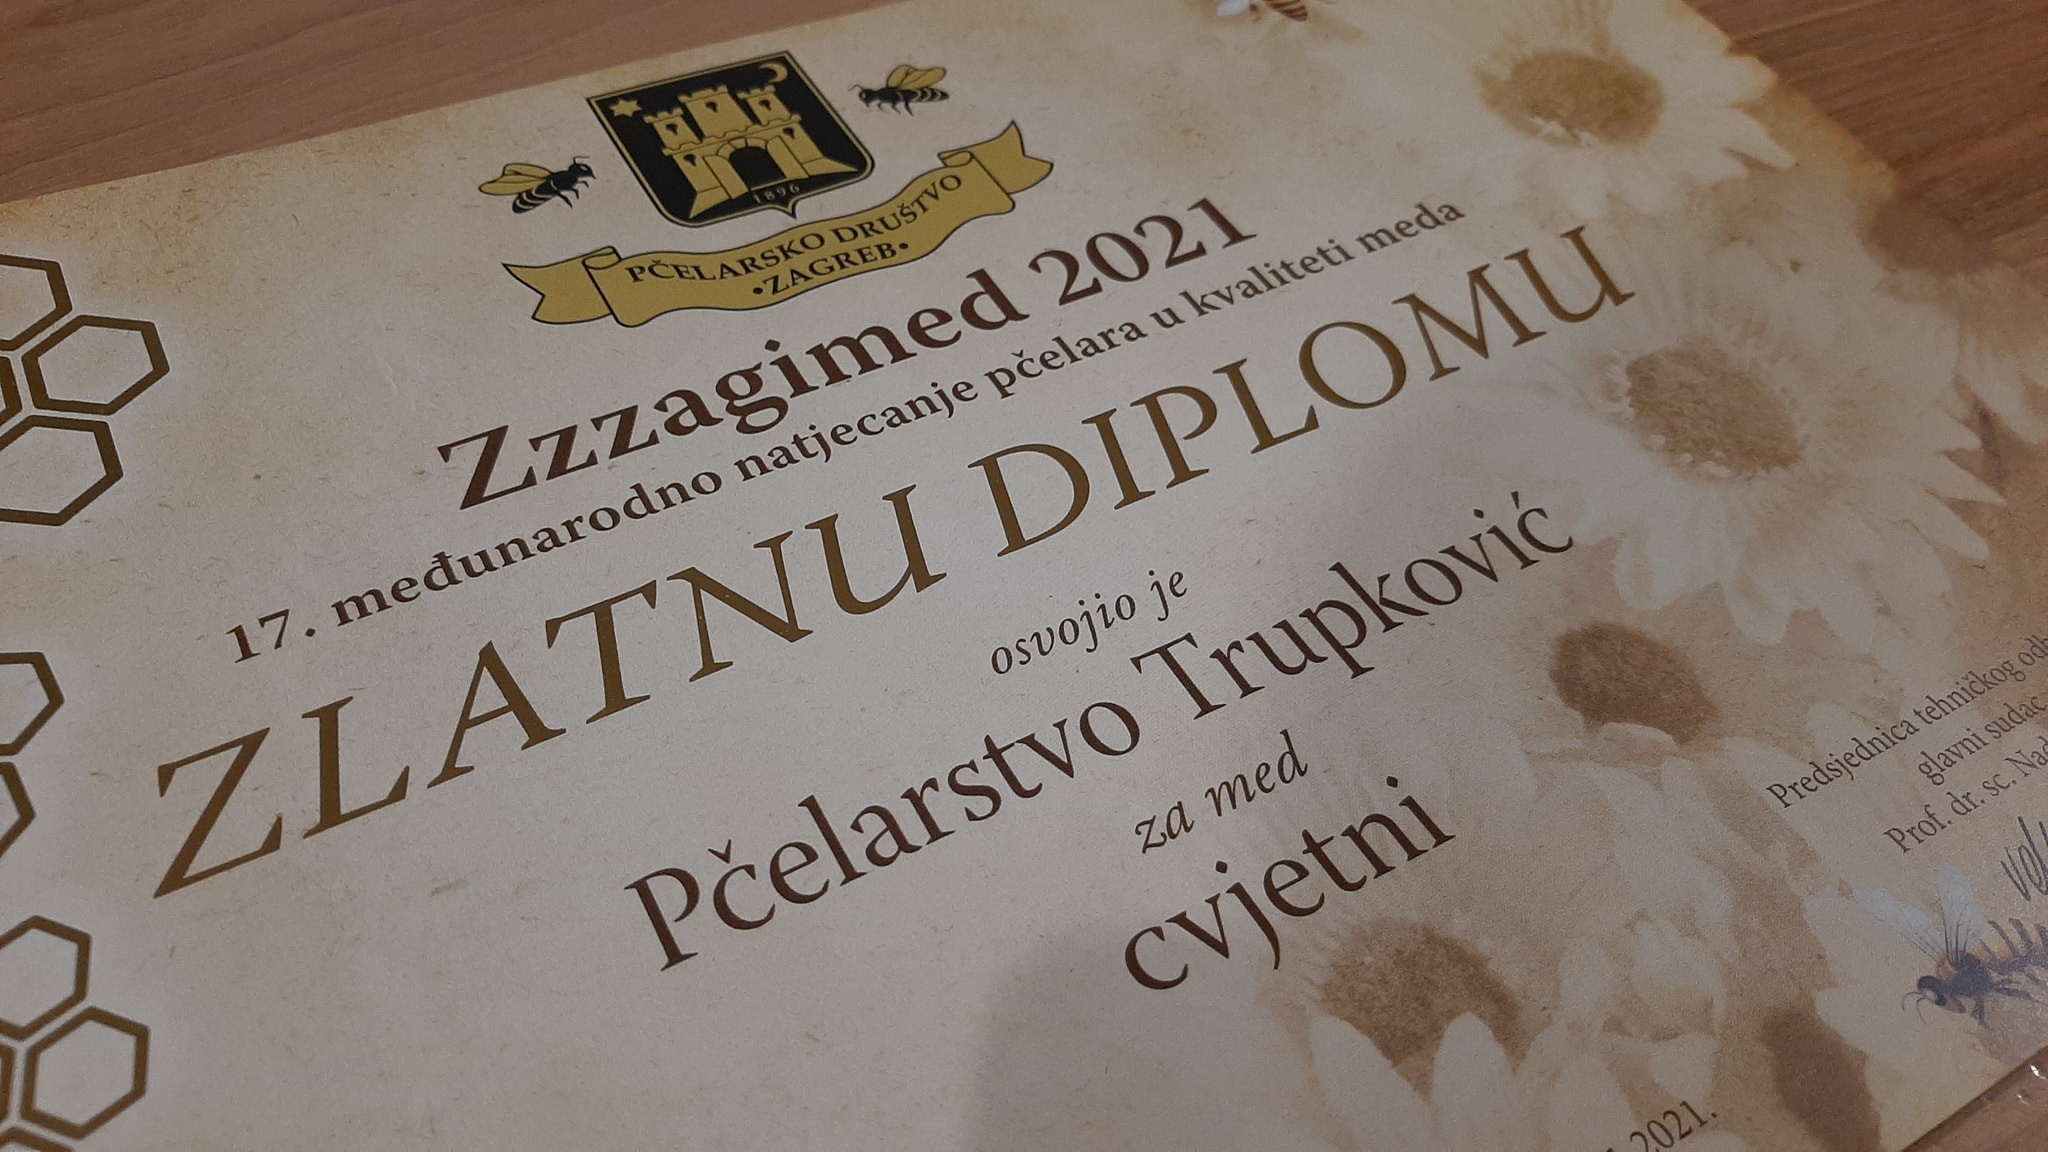 1896
PČELARSKO DRUŠTVO
•ZAGREB•
Zzzagimed 2021
17. međunarodno natjecanje pčelara u kvaliteti meda
ZLATNU DIPLOMU
osvojio je
Pčelarstvo Trupković
za med
cvjetni
Predsjednica tehničkog
glavni sudac
Prof. dr. sc.
2021.